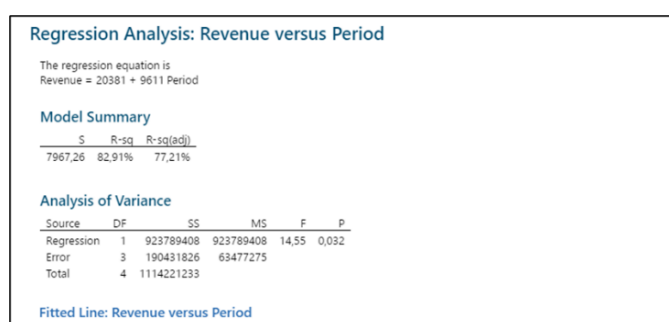 Regression Analysis: Revenue versus Period
The regression equation is
Revenue = 20381 + 9611 Period
Model Summary
S R-sq R-sq(adj)
7967,26 82,91% 77,21%
Analysis of Variance
Source DF SS MS F P
Regression 1 923789408 923789408 14,55 0,032
Error 3 190431826 63477275
Total 4 1114221233
Fitted Line: Revenue versus Period